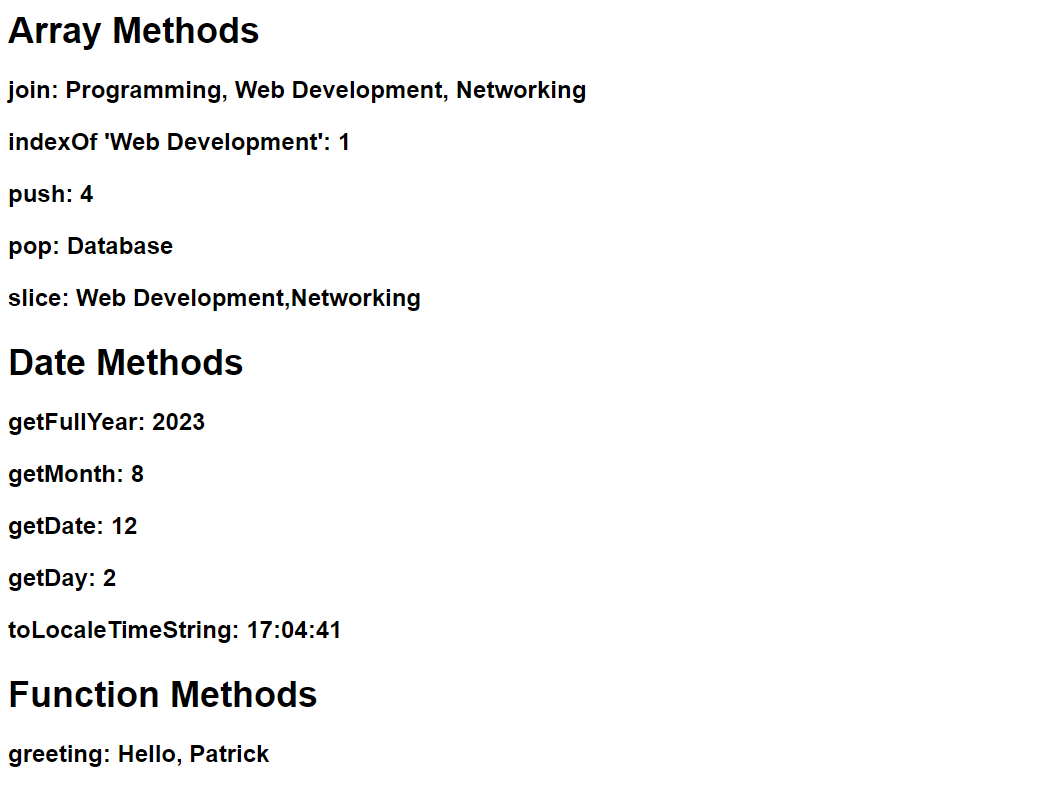 Array Methods
join: Programming, Web Development, Networking
indexOf 'Web Development': 1
push: 4
pop: Database
slice: Web Development,Networking
Date Methods
getFullYear: 2023
getMonth: 8
getDate: 12
getDay: 2
toLocaleTimeString: 17:04:41
Function Methods
greeting: Hello, Patrick